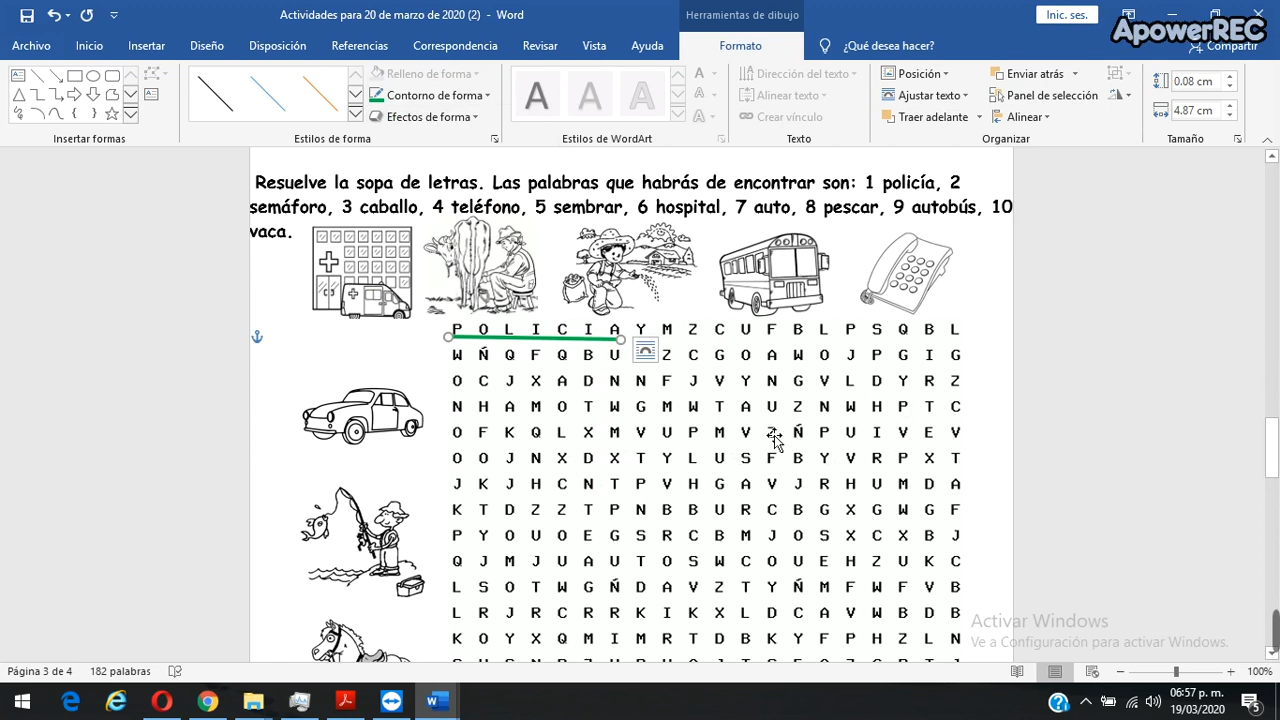 Actividades para 20 de marzo de 2020 (2) - Word
Herramientas de dibujo
Inic. ses.
ApowerREC
Archivo Inicio Insertar Diseño Disposición Referencias Correspondencia Revisar Vista Ayuda Formato ¿Qué desea hacer? Compartir
Relleno de forma
Contorno de forma
Efectos de forma
A A A
Dirección del texto
Alinear texto
Crear vínculo
Posición
Ajustar texto
Traer adelante
Enviar atrás
Panel de selección
Alinear
0.08 cm
4.87 cm
Insertar formas Estilos de forma Estilos de WordArt Texto Organizar Tamaño
Resuelve la sopa de letras. Las palabras que habrás de encontrar son: 1 policía, 2
semáforo, 3 caballo, 4 teléfono, 5 sembrar, 6 hospital, 7 auto, 8 pescar, 9 autobús, 10
vaca.
P O L I C I A Y M Z C U F B L P S Q B L
W Ñ Q F Q B U Z C G O A W O J P G I G
O C J X A D N N F J V Y N G V L D Y R Z
N H A M O T W G M W T A U Z N W H P T C
O F K Q L X M V U P M V Z Ñ P U I V E V
O O J N X D X T Y L U S F B Y V R P X T
J K J H C N T P V H G A V J R H U M D A
K T D Z Z T P N B B U R C B G X G W G F
P Y O U O E G S R C B M J O S X C X B J
Q J M J U A U T O S W C O U E H Z U K C
L S O T W G Ñ D A V Z T Y Ñ M F W F V B
L R J R C R R K I K X L D C A V W B D B
K O Y X Q M I M R T D B K Y F P H Z L N
Activar Windows
Ve a Configuración para activar Windows.
Página 3 de 4 182 palabras
100%
06:57 p. m.
19/03/2020
5